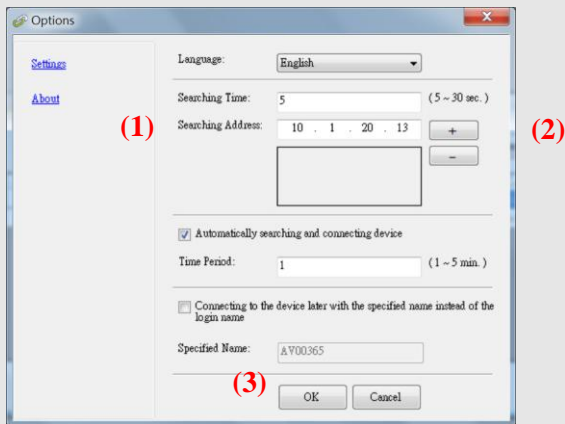 Options
Settings
Language:
English
About
Searching Time:
5
(5 ~ 30 sec.)
(1)
Searching Address:
10 . 1 . 20 . 13
+
(2)
-
Automatically searching and connecting device
Time Period:
1
(1 ~ 5 min.)
Connecting to the device later with the specified name instead of the
login name
Specified Name:
AV00365
(3)
OK
Cancel